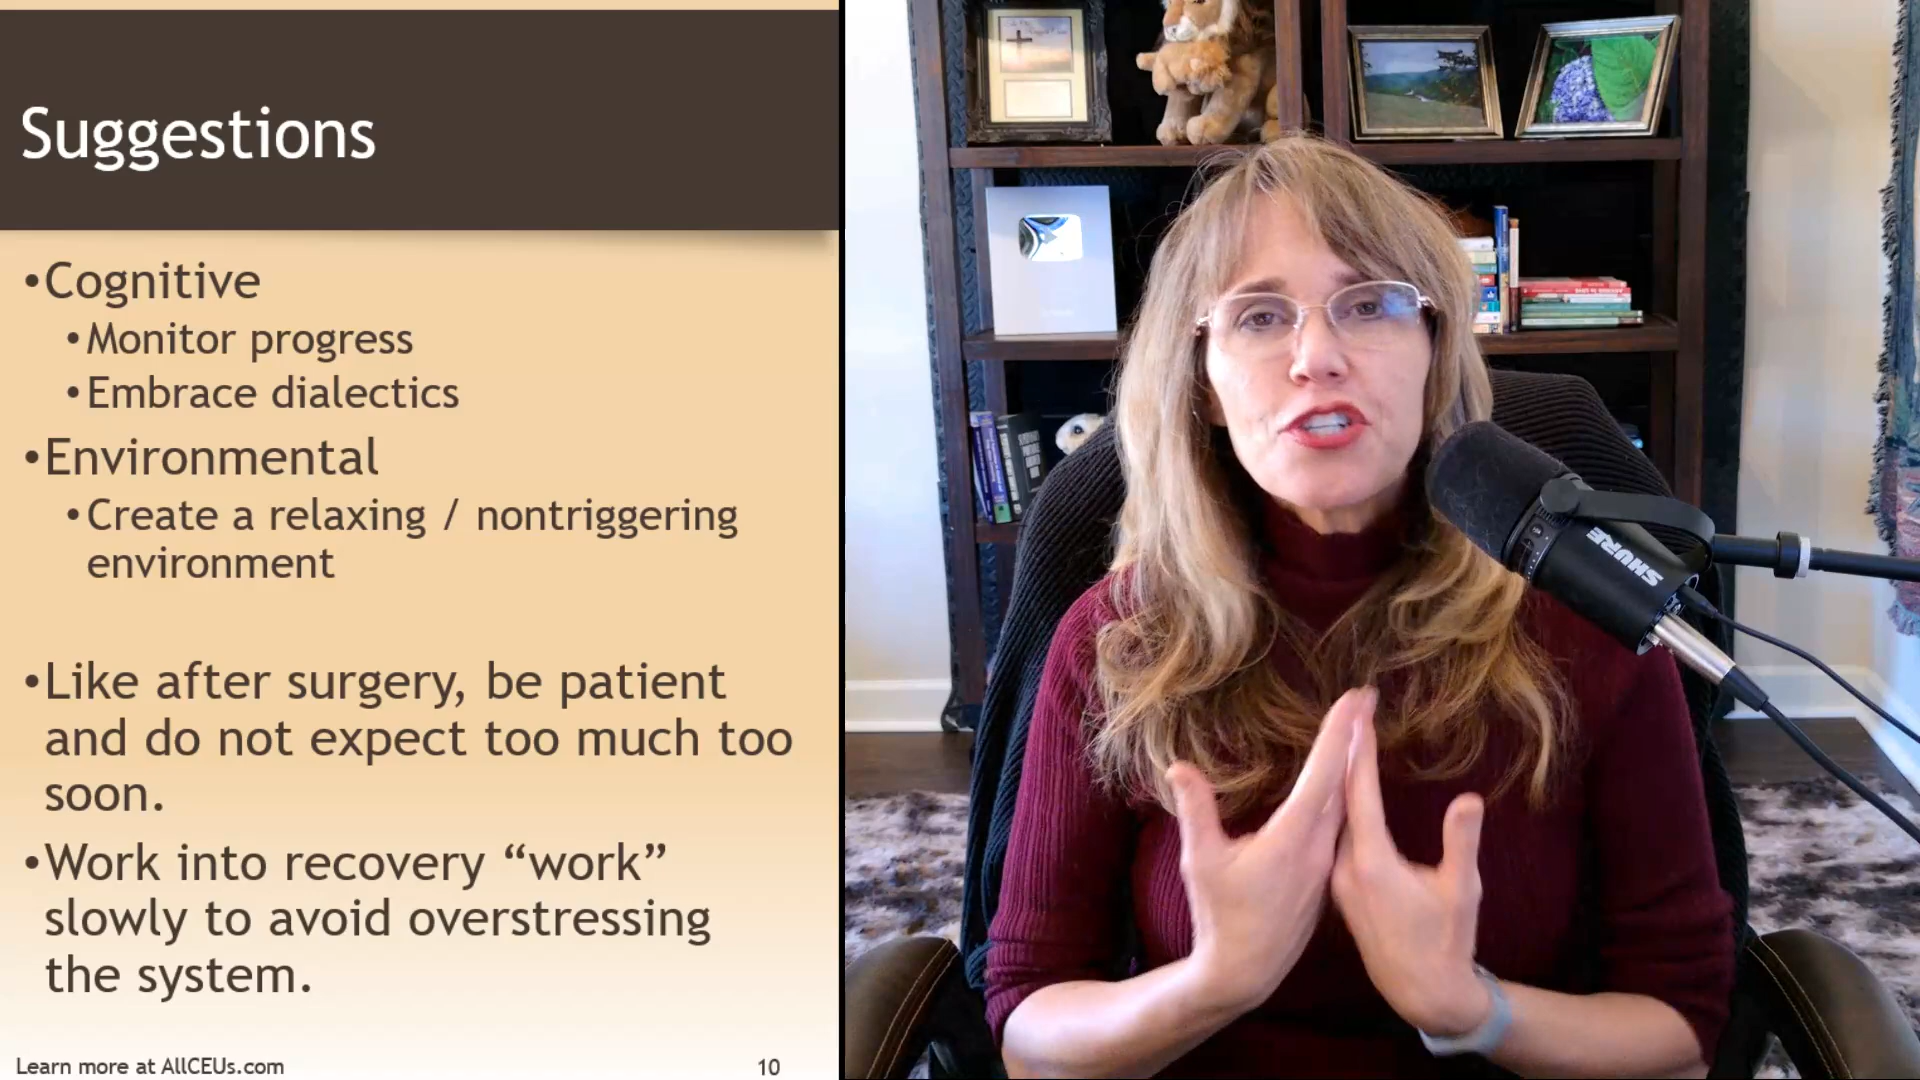 Suggestions
•Cognitive
•Monitor progress
•Embrace dialectics
•Environmental
•Create a relaxing / nontriggering
environment
•Like after surgery, be patient
and do not expect too much too
soon.
•Work into recovery “work”
slowly to avoid overstressing
the system.
Learn more at AllCEUs.com
10
SHURE